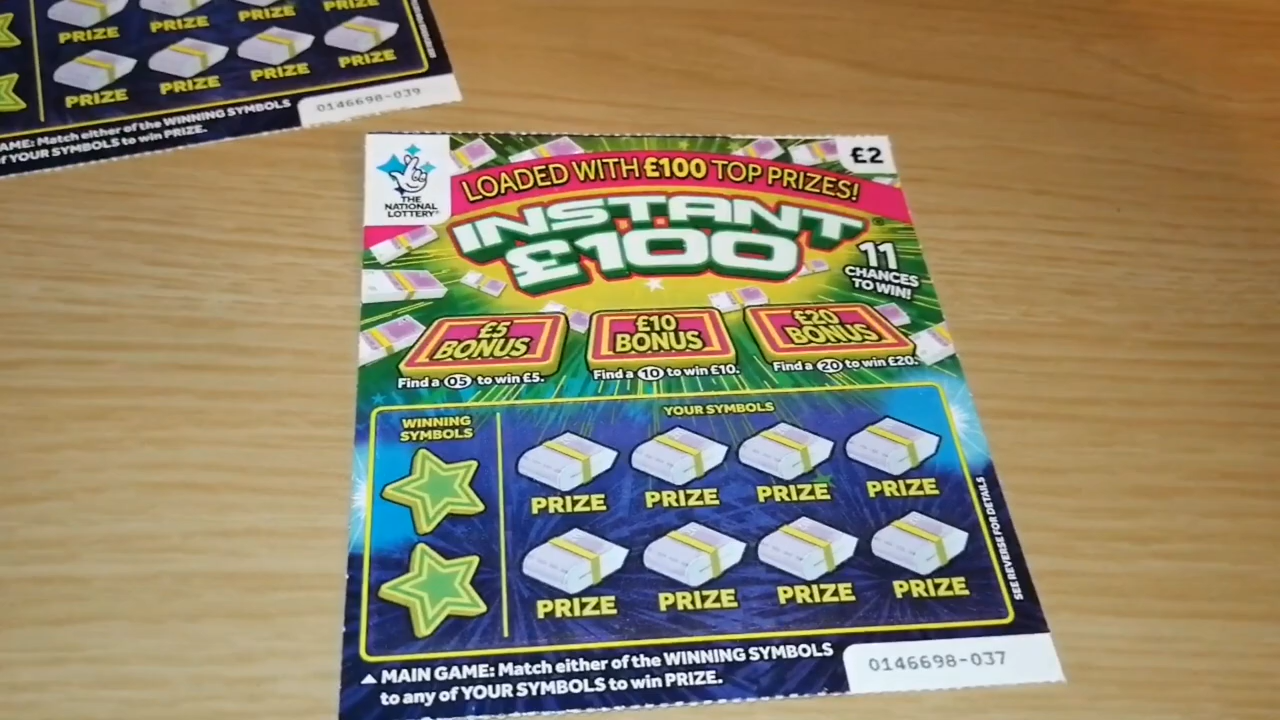 PRIZE PRIZE PRIZE PRIZE
PRIZE PRIZE PRIZE PRIZE
GAME: Match either of the WINNING SYMBOLS
of YOUR SYMBOLS to win PRIZE.
0146698-039
THE
NATIONAL
LOTTERY®
£2
LOADED WITH £100 TOP PRIZES!
INSTANT
£100
11
CHANCES
TO WIN!
£5
BONUS
£10
BONUS
£20
BONUS
Find a 05 to win £5.
Find a 10 to win £10.
Find a 20 to win £20.
WINNING
SYMBOLS
YOUR SYMBOLS
PRIZE PRIZE PRIZE PRIZE
PRIZE PRIZE PRIZE PRIZE
SEE REVERSE FOR DETAILS
MAIN GAME: Match either of the WINNING SYMBOLS
to any of YOUR SYMBOLS to win PRIZE.
0146698-037